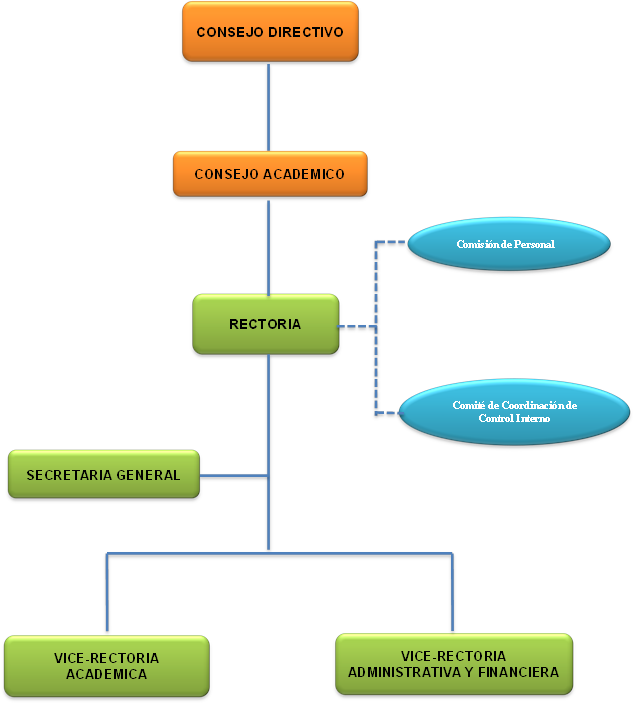 CONSEJO DIRECTIVO
CONSEJO ACADEMICO
Comisión de Personal
RECTORIA
Comité de Coordinación de
Control Interno
SECRETARIA GENERAL
VICE-RECTORIA
ACADEMICA
VICE-RECTORIA
ADMINISTRATIVA Y FINANCIERA